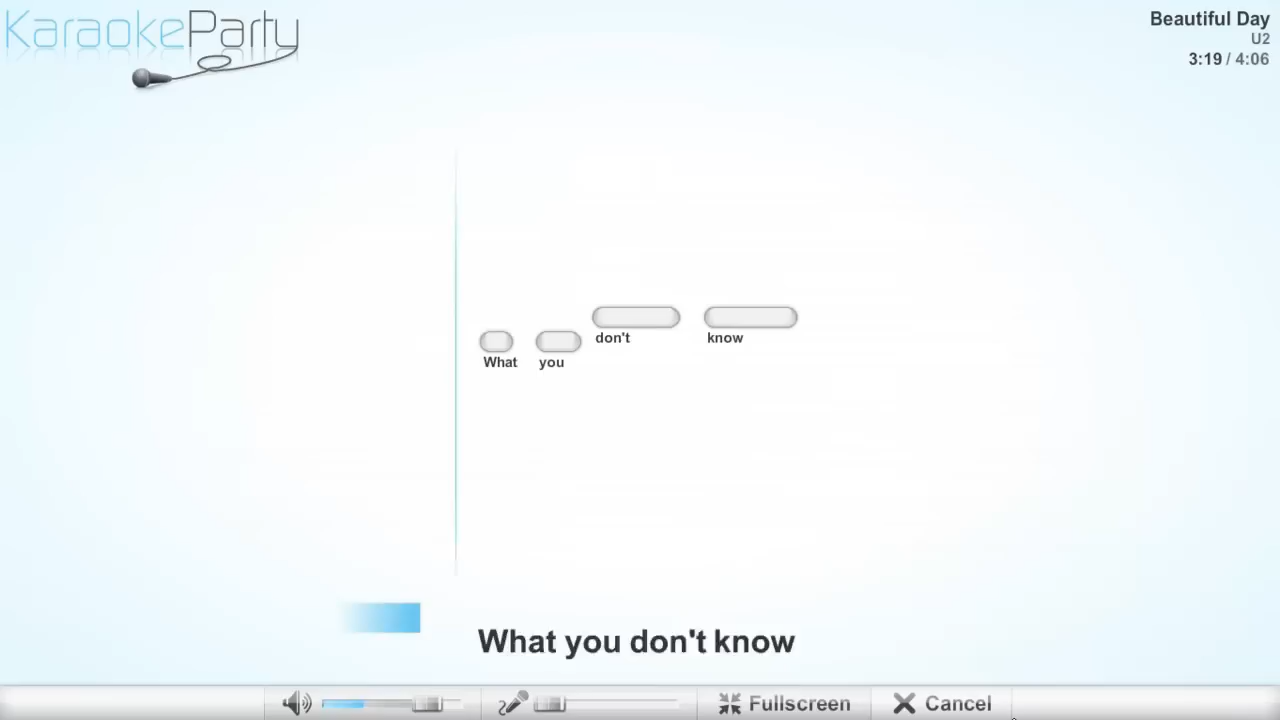 KaraokeParty
Beautiful Day
U2
3:19 / 4:06
don't know
What you
What you don't know
Fullscreen
Cancel